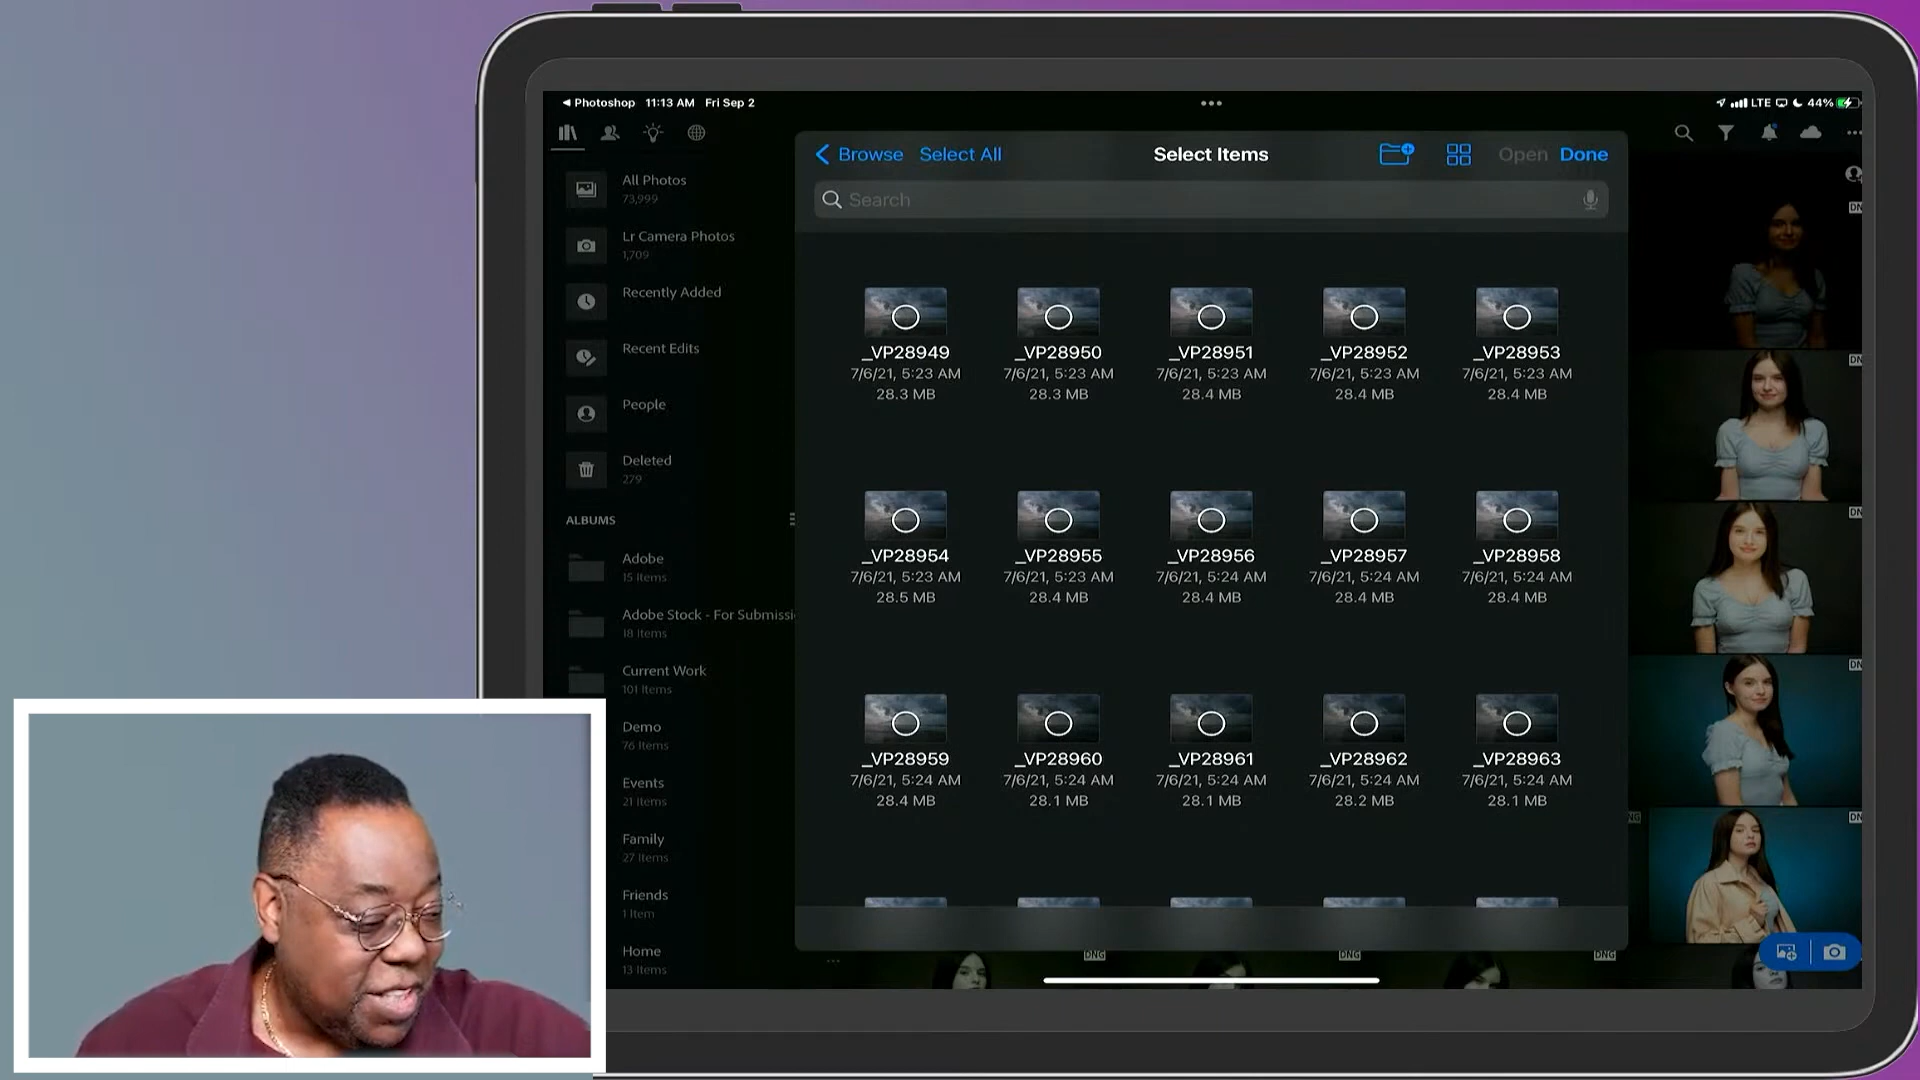 ◀ Photoshop 11:13 AM Fri Sep 2
LTE 44%
Browse Select All Select Items Open Done
Search
All Photos
73,999
Lr Camera Photos
1,709
Recently Added
Recent Edits
People
Deleted
279
ALBUMS
Adobe
15 Items
Adobe Stock - For Submissi
18 Items
Current Work
101 Items
Demo
76 Items
Events
21 Items
Family
27 Items
Friends
1 Item
Home
13 Items
_VP28949 _VP28950 _VP28951 _VP28952 _VP28953
7/6/21, 5:23 AM 7/6/21, 5:23 AM 7/6/21, 5:23 AM 7/6/21, 5:23 AM 7/6/21, 5:23 AM
28.3 MB 28.3 MB 28.4 MB 28.4 MB 28.4 MB
_VP28954 _VP28955 _VP28956 _VP28957 _VP28958
7/6/21, 5:23 AM 7/6/21, 5:23 AM 7/6/21, 5:24 AM 7/6/21, 5:24 AM 7/6/21, 5:24 AM
28.5 MB 28.4 MB 28.4 MB 28.4 MB 28.4 MB
_VP28959 _VP28960 _VP28961 _VP28962 _VP28963
7/6/21, 5:24 AM 7/6/21, 5:24 AM 7/6/21, 5:24 AM 7/6/21, 5:24 AM 7/6/21, 5:24 AM
28.4 MB 28.1 MB 28.1 MB 28.2 MB 28.1 MB
DN
DN
DN
DN
DNG DN
DNG DNG DNG